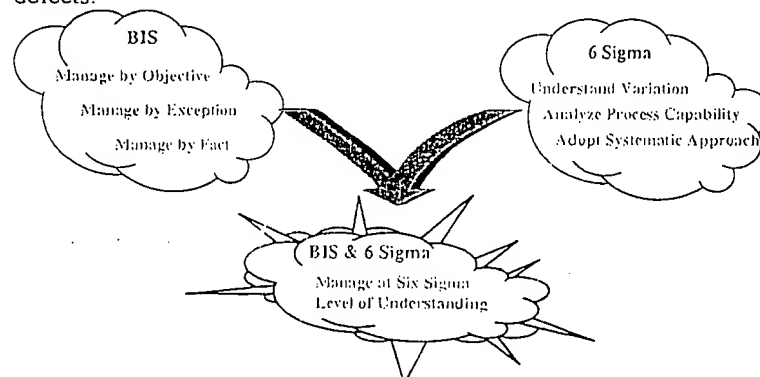 defects.
BIS
Manage by Objective
Manage by Exception
Manage by Fact
6 Sigma
Understand Variation
Analyze Process Capability
Adopt Systematic Approach
BIS & 6 Sigma
Manage at Six Sigma
Level of Understanding